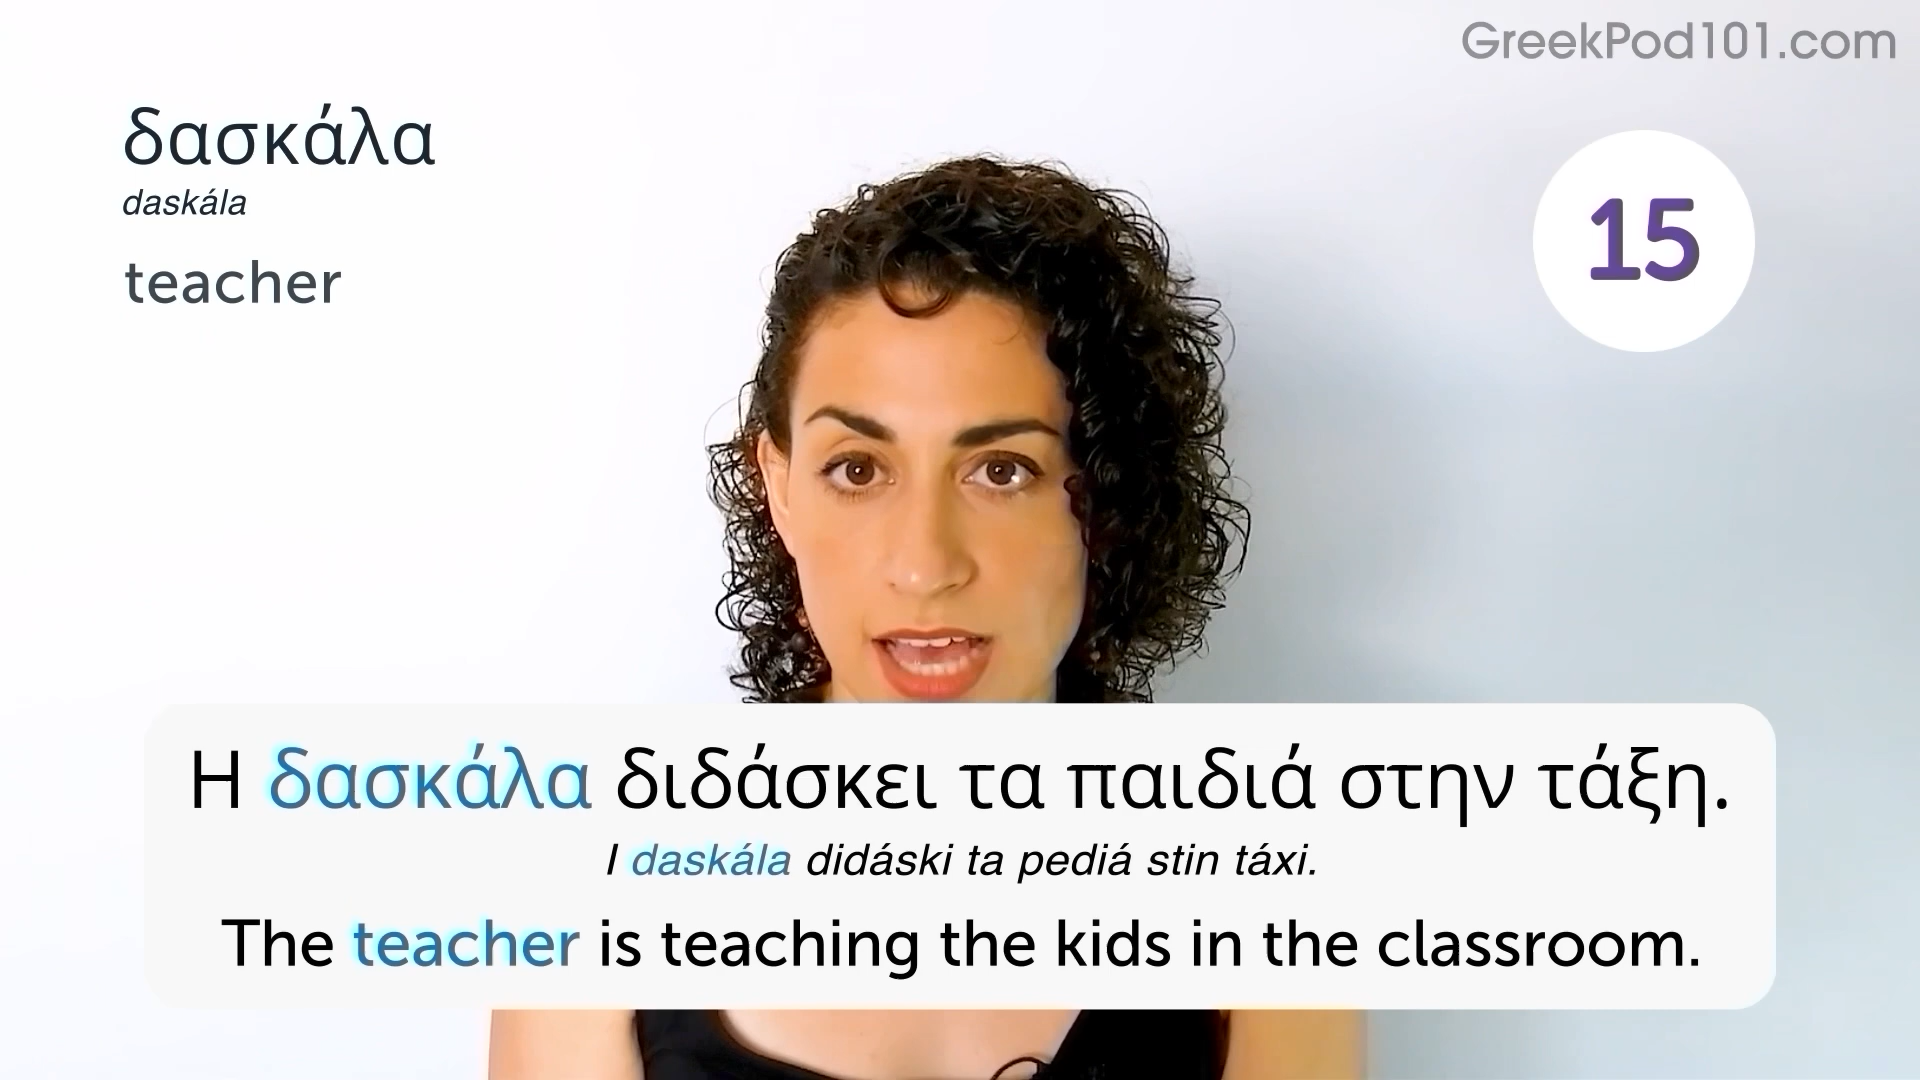 GreekPod101.com
δασκάλα
daskála
teacher
15
Η δασκάλα διδάσκει τα παιδιά στην τάξη.
I daskála didáski ta pediá stin táxi.
The teacher is teaching the kids in the classroom.